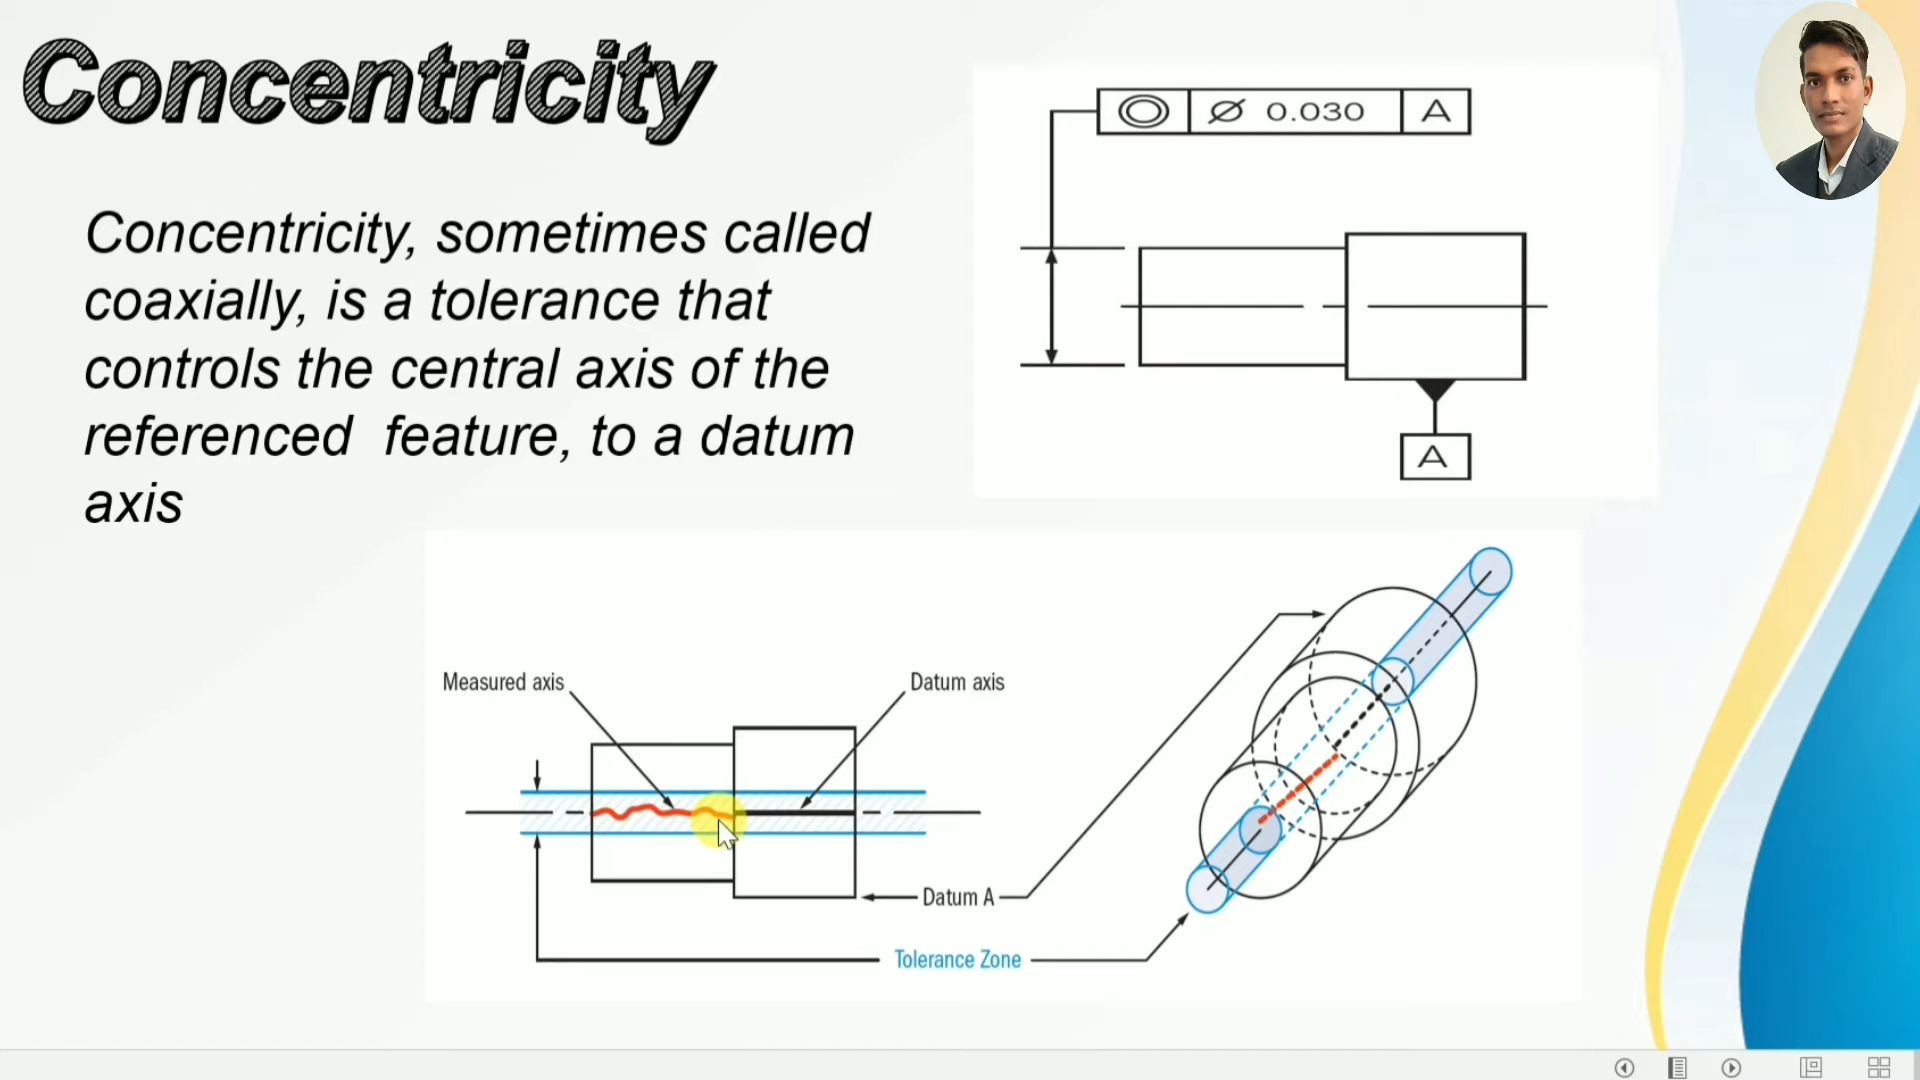 Concentricity
Concentricity, sometimes called
coaxially, is a tolerance that
controls the central axis of the
referenced feature, to a datum
axis
◎ ⌀ 0.030 A
A
Measured axis
Datum axis
Datum A
Tolerance Zone